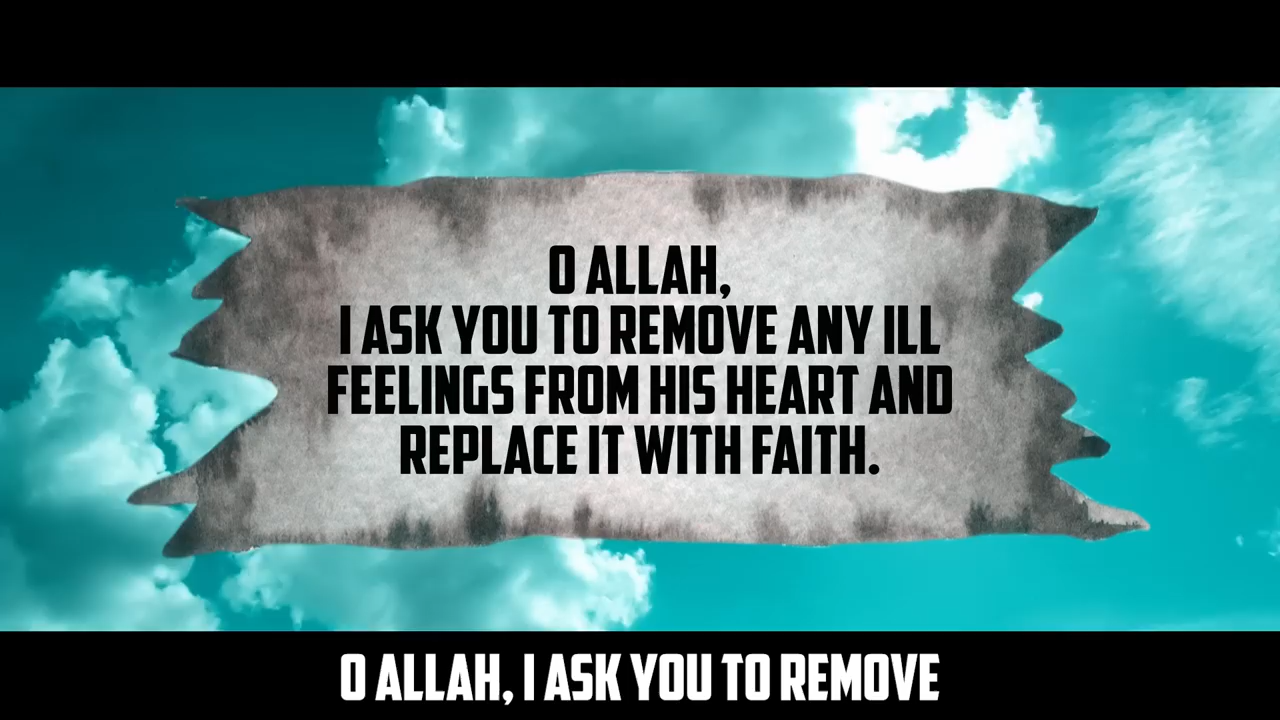 O ALLAH,
I ASK YOU TO REMOVE ANY ILL
FEELINGS FROM HIS HEART AND
REPLACE IT WITH FAITH.
O ALLAH, I ASK YOU TO REMOVE